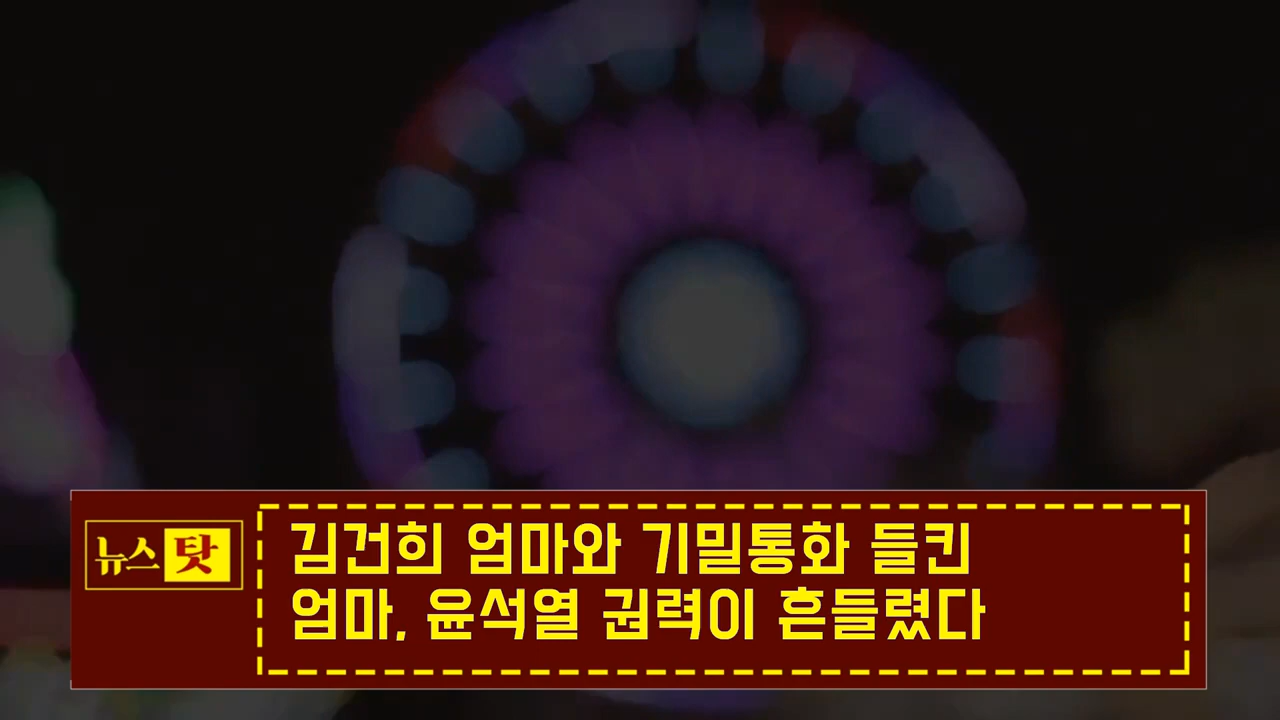 뉴스 닷
김건희 엄마와 기밀통화 들킨
엄마, 윤석열 권력이 흔들렸다